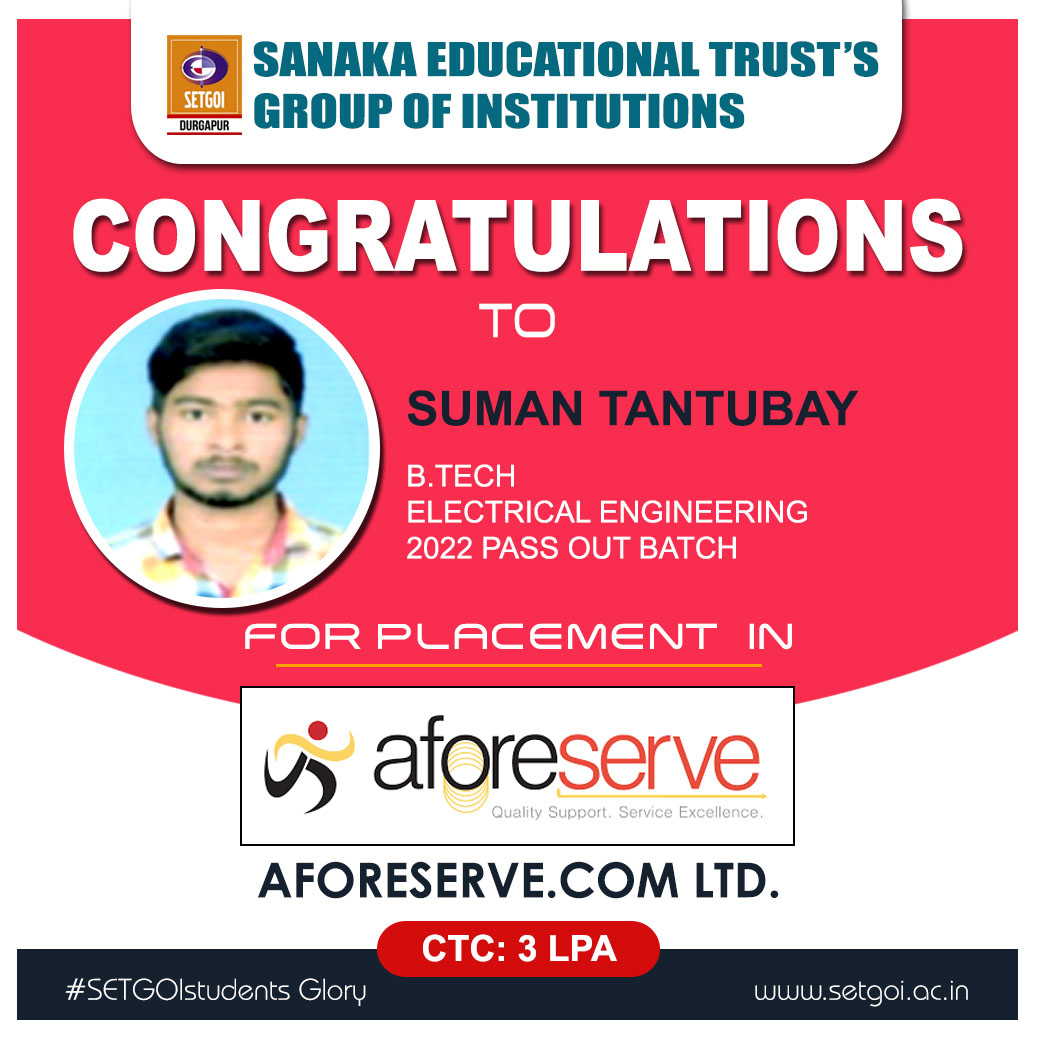 SETGOI
DURGAPUR
SANAKA EDUCATIONAL TRUST'S
GROUP OF INSTITUTIONS
CONGRATULATIONS
TO
SUMAN TANTUBAY
B.TECH
ELECTRICAL ENGINEERING
2022 PASS OUT BATCH
FOR PLACEMENT IN
aforeserve
Quality Support. Service Excellence.
AFORESERVE.COM LTD.
CTC: 3 LPA
#SETGOIstudents Glory
www.setgoi.ac.in